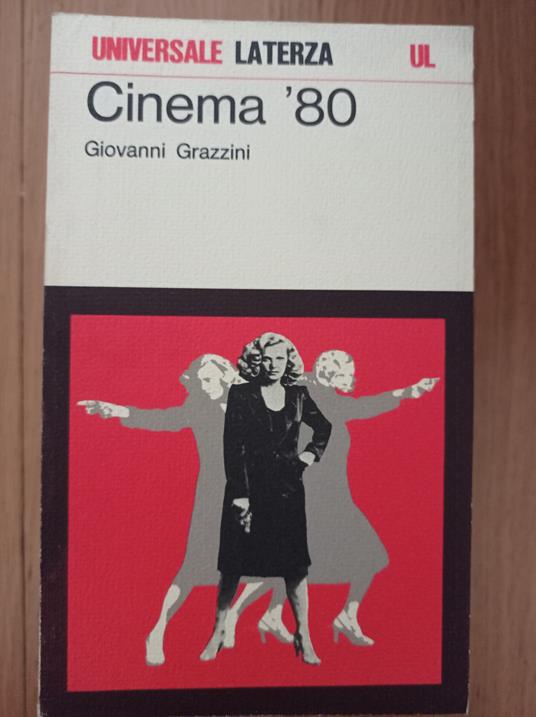 UNIVERSALE LATERZA UL
Cinema '80
Giovanni Grazzini